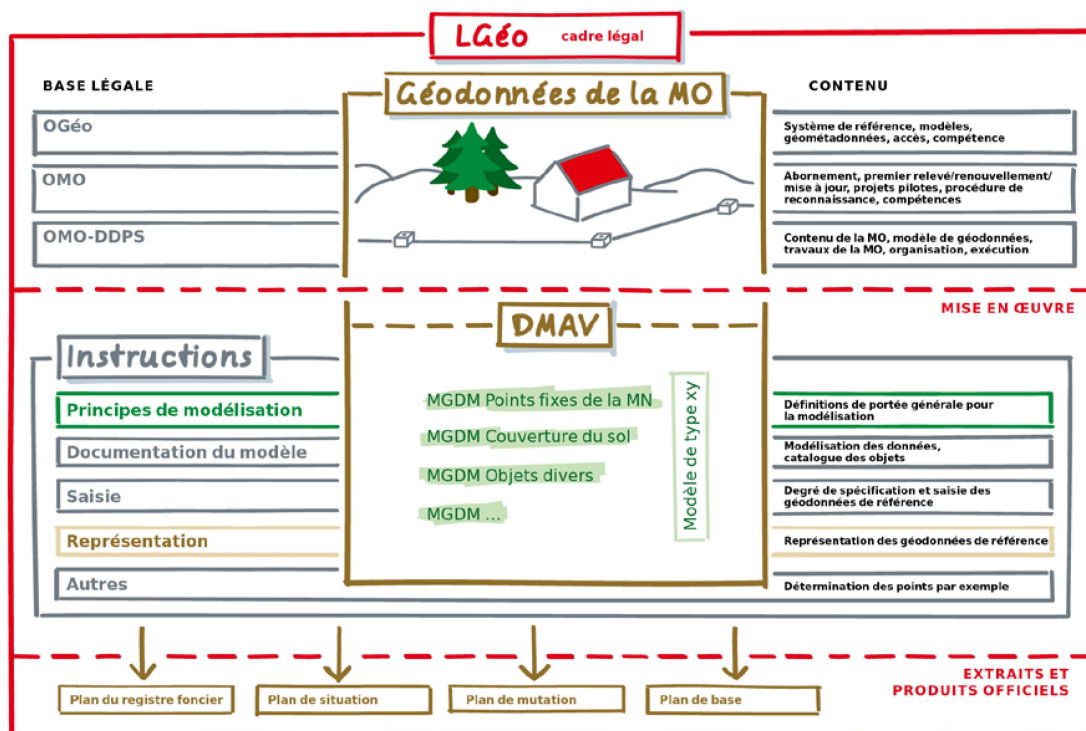 LGéo cadre légal
BASE LÉGALE
Géodonnées de la MO
CONTENU
OGéo
Système de référence, modèles,
géométadonnées, accès, compétence
OMO
Abornement, premier relevé/renouvellement/
mise à jour, projets pilotes, procédure de
reconnaissance, compétences
OMO-DDPS
Contenu de la MO, modèle de géodonnées,
travaux de la MO, organisation, exécution
MISE EN ŒUVRE
DMAV
Instructions
Principes de modélisation
MGDM Points fixes de la MN
Définitions de portée générale pour
la modélisation
Documentation du modèle
MGDM Couverture du sol
Modélisation des données,
catalogue des objets
Saisie
MGDM Objets divers
Degré de spécification et saisie des
géodonnées de référence
MGDM ...
Modèle de type xy
Représentation
Représentation des géodonnées de référence
Autres
Détermination des points par exemple
EXTRAITS ET
PRODUITS OFFICIELS
Plan du registre foncier
Plan de situation
Plan de mutation
Plan de base